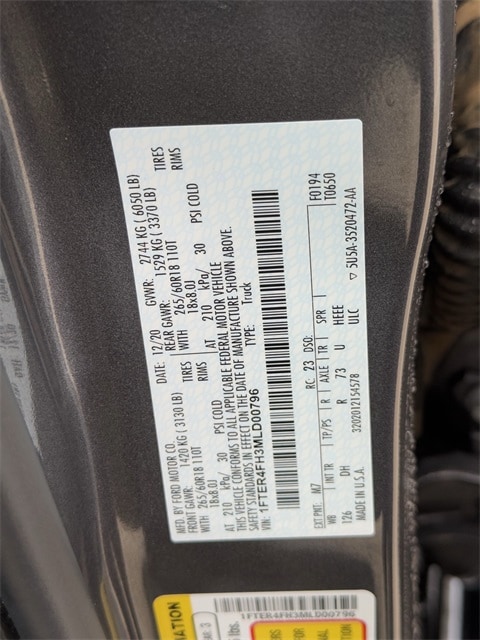 MFD. BY FORD MOTOR CO.
DATE: 12/20 GVWR: 2744 KG ( 6050 LB)
FRONT GAWR: 1420 KG ( 3130 LB) REAR GAWR: 1529 KG ( 3370 LB)
WITH TIRES WITH TIRES
265/60R18 110T 265/60R18 110T
18x8.0J RIMS 18x8.0J RIMS
AT 210 kPa/ 30 PSI COLD AT 210 kPa/ 30 PSI COLD
THIS VEHICLE CONFORMS TO ALL APPLICABLE FEDERAL MOTOR VEHICLE
SAFETY STANDARDS IN EFFECT ON THE DATE OF MANUFACTURE SHOWN ABOVE.
VIN: 1FTER4FH3MLD00796 TYPE: Truck
F0194
T0650
EXT PNT: M7 RC: 23 DSO:
WB INT TR TP/PS R AXLE TR SPR
126 DH R 73 U HEEE
ULC
MADE IN U.S.A. 3202012154578 5U5A-3520472-AA
1FTER4FH3MLD00796
lbs.